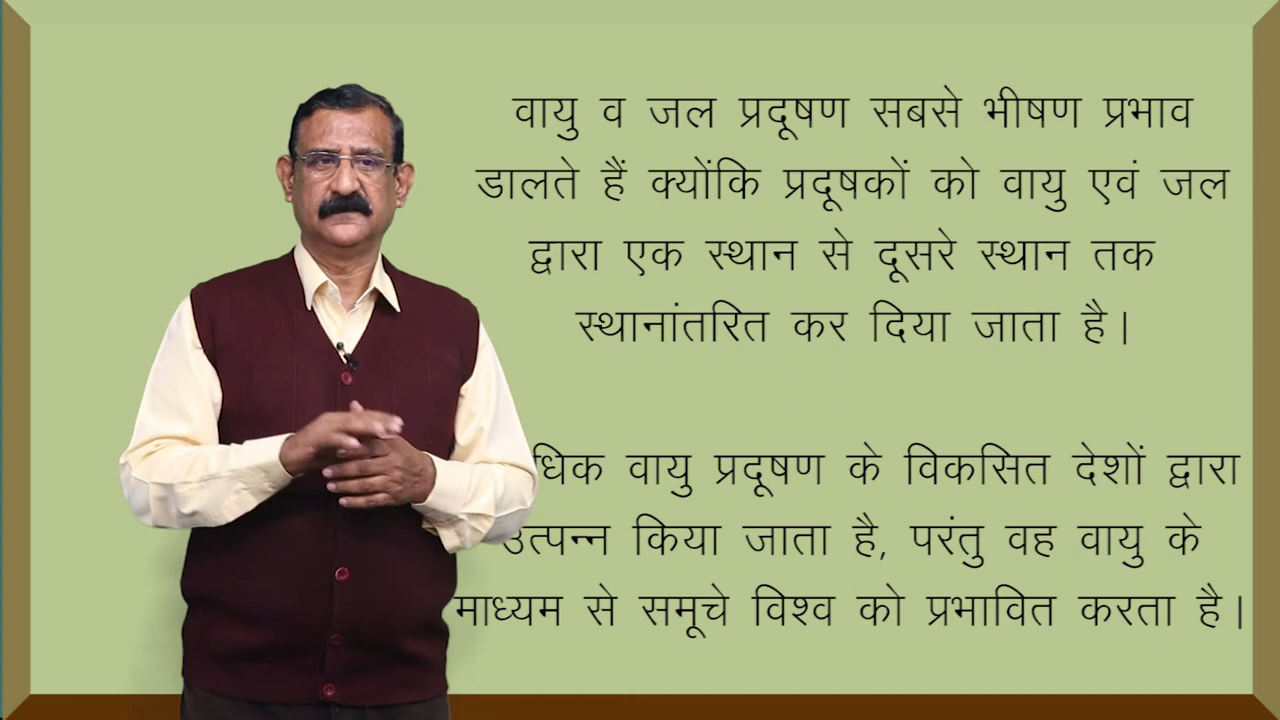 वायु व जल प्रदूषण सबसे भीषण प्रभाव
डालते हैं क्योंकि प्रदूषकों को वायु एवं जल
द्वारा एक स्थान से दूसरे स्थान तक
स्थानांतरित कर दिया जाता है।
वायु प्रदूषण के विकसित देशों द्वारा
उत्पन्न किया जाता है, परंतु वह वायु के
माध्यम से समूचे विश्व को प्रभावित करता है।